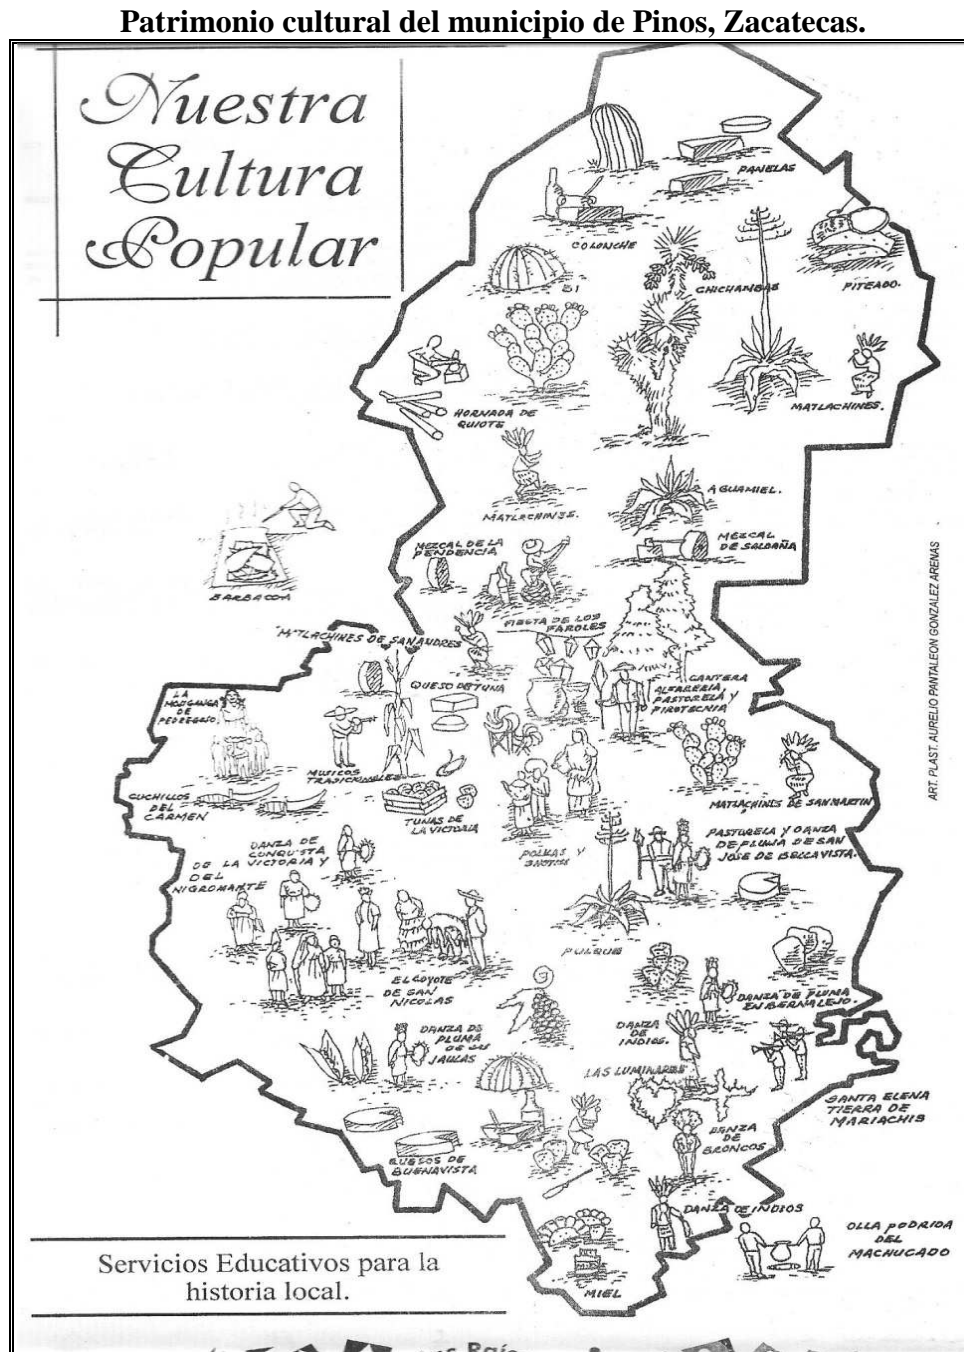 Patrimonio cultural del municipio de Pinos, Zacatecas.
Nuestra
Cultura
Popular
PANELAS
COLONCHE
CHICHAMBAS
PITEADO.
HORNADA DE
QUIOTE
MATLACHINES.
MATLACHINES.
AGUAMIEL.
MEZCAL DE LA
PENDENCIA
MEZCAL
DE SALDAÑA
BARBACOA
FIESTA DE LOS
FAROLES
MATLACHINES DE SAN ANDRES
LA
MOJIGANGA
DE
PEDREGOSO
QUESO DE TUNA
CANTERA
ALFARERIA,
PASTORELA Y
PIROTECNIA
MUSICOS
TRADICIONALES
CUCHILLOS
DEL
CARMEN
TUNAS DE
LA VICTORIA
MATLACHINES DE SAN MARTIN
DANZA DE
CONQUISTA
DE LA VICTORIA Y
DEL
NIGROMANTE
POLKAS Y
PASTORELA Y DANZA
DE PLUMA DE SAN
JOSE DE BELLAVISTA.
PULQUE
EL COYOTE
DE SAN
NICOLAS
DANZA DE PLUMA
EN BERNALEJO.
DANZA DE
PLUMA
DE
JAULAS
DANZA
DE
INDIOS.
LAS LUMINARIAS
SANTA ELENA
TIERRA DE
MARIACHIS
DANZA
DE
BRONCOS
QUESOS DE
BUENAVISTA
DANZA DE INDIOS
OLLA PODRIDA
DEL
MACHUCADO
MIEL
Servicios Educativos para la
historia local.
ART. PLAST. AURELIO PANTALEON GONZALEZ ARENAS